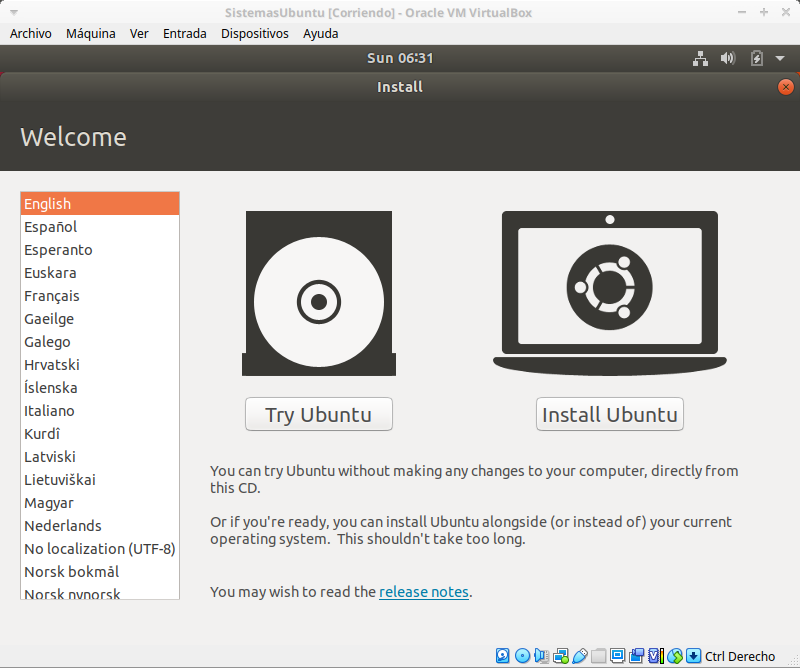 SistemasUbuntu [Corriendo] - Oracle VM VirtualBox
Archivo Máquina Ver Entrada Dispositivos Ayuda
Sun 06:31
Install
Welcome
English
Español
Esperanto
Euskara
Français
Gaeilge
Galego
Hrvatski
Íslenska
Italiano
Kurdî
Latviski
Lietuviškai
Magyar
Nederlands
No localization (UTF-8)
Norsk bokmål
Norsk nynorsk
Try Ubuntu
Install Ubuntu
You can try Ubuntu without making any changes to your computer, directly from
this CD.
Or if you're ready, you can install Ubuntu alongside (or instead of) your current
operating system.  This shouldn't take too long.
You may wish to read the release notes.
Ctrl Derecho